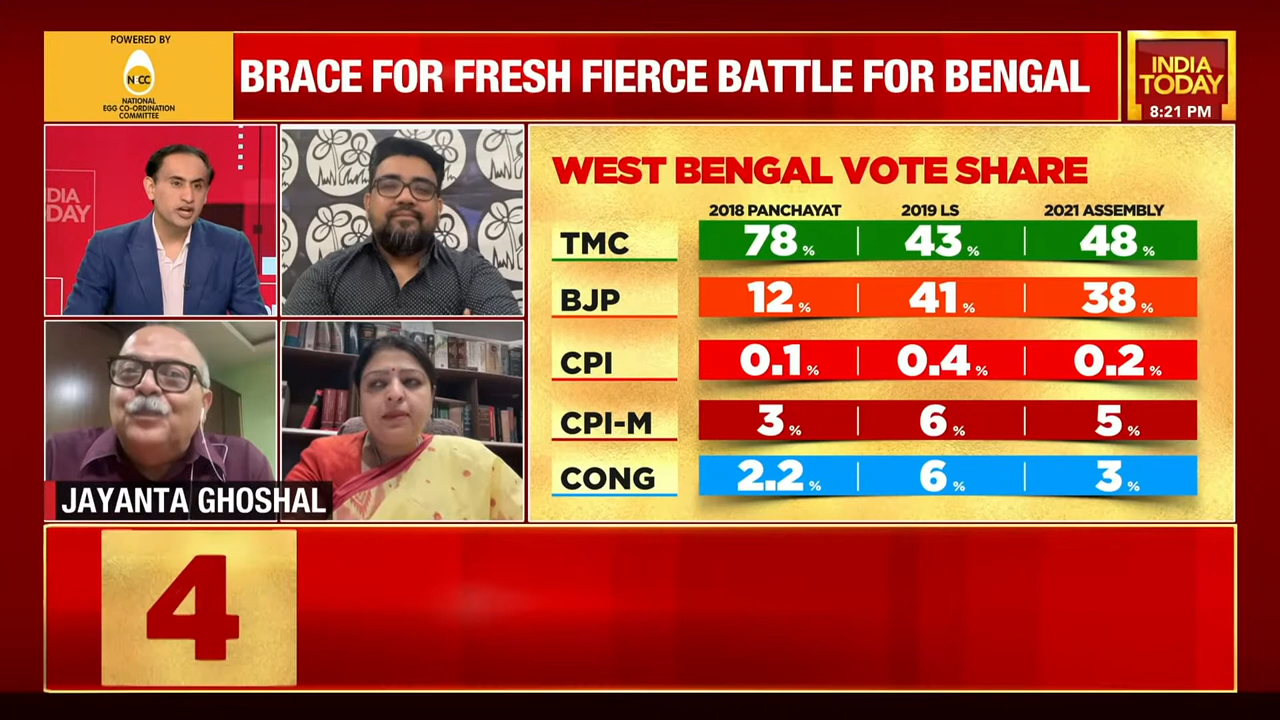 POWERED BY
NECC
NATIONAL
EGG CO-ORDINATION
COMMITTEE
BRACE FOR FRESH FIERCE BATTLE FOR BENGAL
INDIA
TODAY
8:21 PM
DIA
DAY
JAYANTA GHOSHAL
WEST BENGAL VOTE SHARE
2018 PANCHAYAT 2019 LS 2021 ASSEMBLY
TMC 78% 43% 48%
BJP 12% 41% 38%
CPI 0.1% 0.4% 0.2%
CPI-M 3% 6% 5%
CONG 2.2% 6% 3%
4